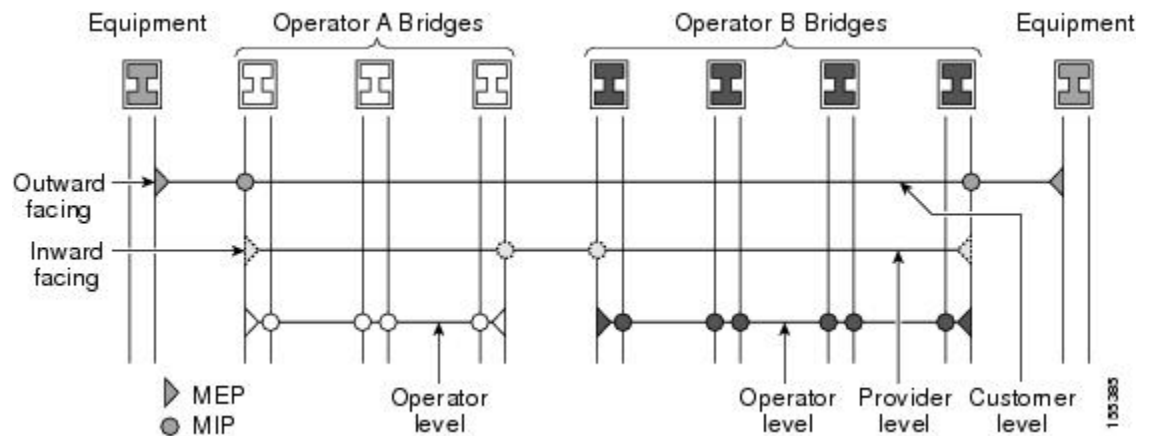 Equipment
Operator A Bridges
Operator B Bridges
Equipment
Outward
facing
Inward
facing
MEP
MIP
Operator
level
Operator
level
Provider
level
Customer
level
155385